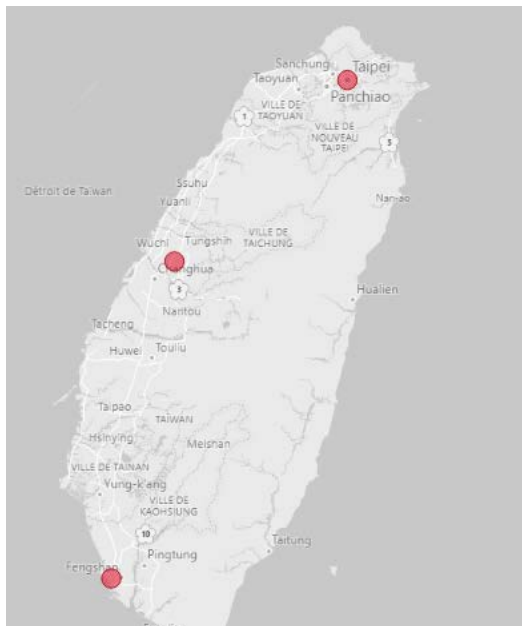 Sanchung
Taipei
Taoyuan
Panchiao
VILLE DE
TAOYUAN
1
VILLE DE
NOUVEAU
TAIPEI
5
Détroit de Taïwan
Ssuhu
Yuanli
Nan-ao
Wuchi
Tungshih
VILLE DE
TAICHUNG
Changhua
3
Hualien
Nantou
Tacheng
Huwei
Touliu
Taipao
TAÏWAN
Hsinying
Meishan
VILLE DE TAINAN
Yung-k'ang
VILLE DE
KAOHSIUNG
10
Taitung
Pingtung
Fengshan